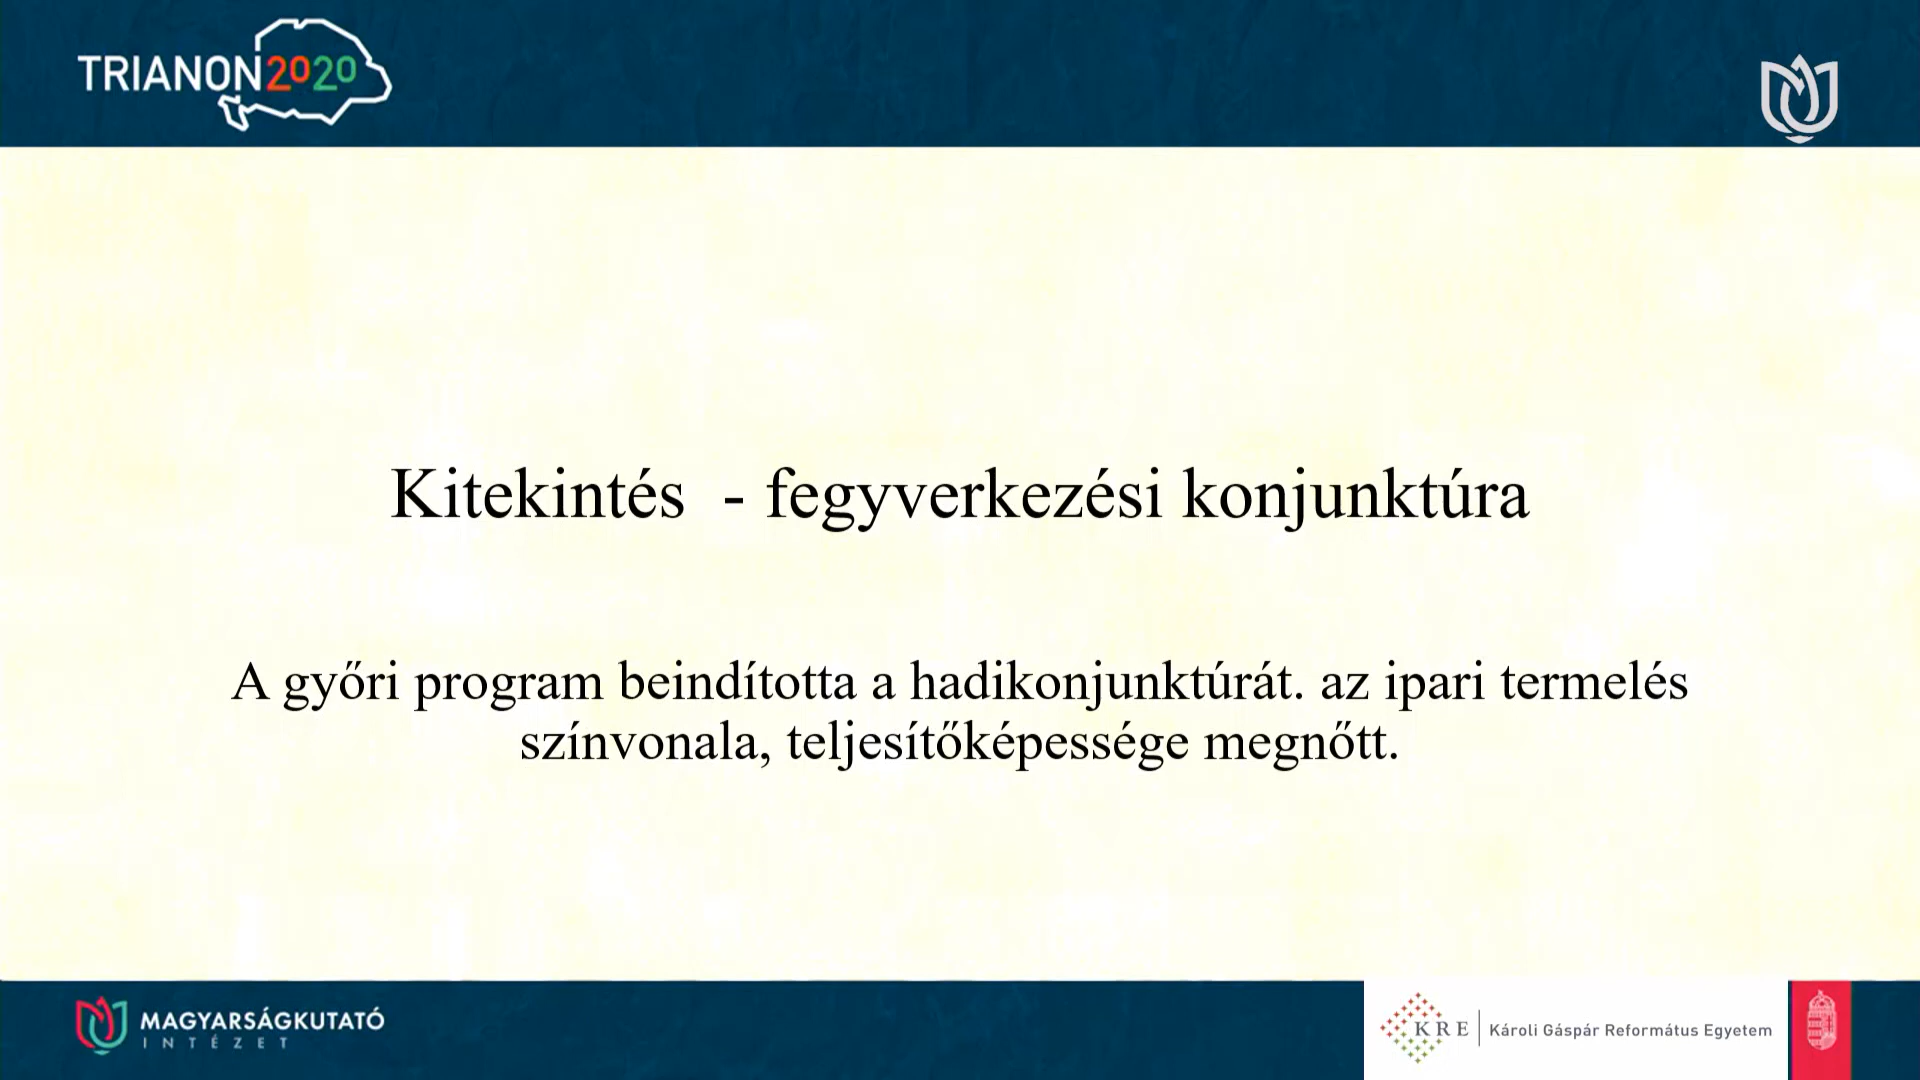 TRIANON2020
Kitekintés - fegyverkezési konjunktúra
A győri program beindította a hadikonjunktúrát. az ipari termelés
színvonala, teljesítőképessége megnőtt.
MAGYARSÁGKUTATÓ
INTÉZET
KRE
Károli Gáspár Református Egyetem